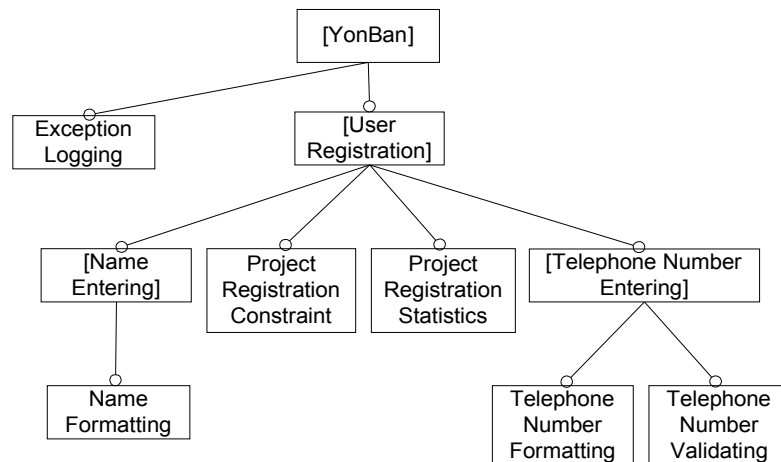 [YonBan]
Exception
Logging
[User
Registration]
[Name
Entering]
Project
Registration
Constraint
Project
Registration
Statistics
[Telephone Number
Entering]
Name
Formatting
Telephone
Number
Formatting
Telephone
Number
Validating